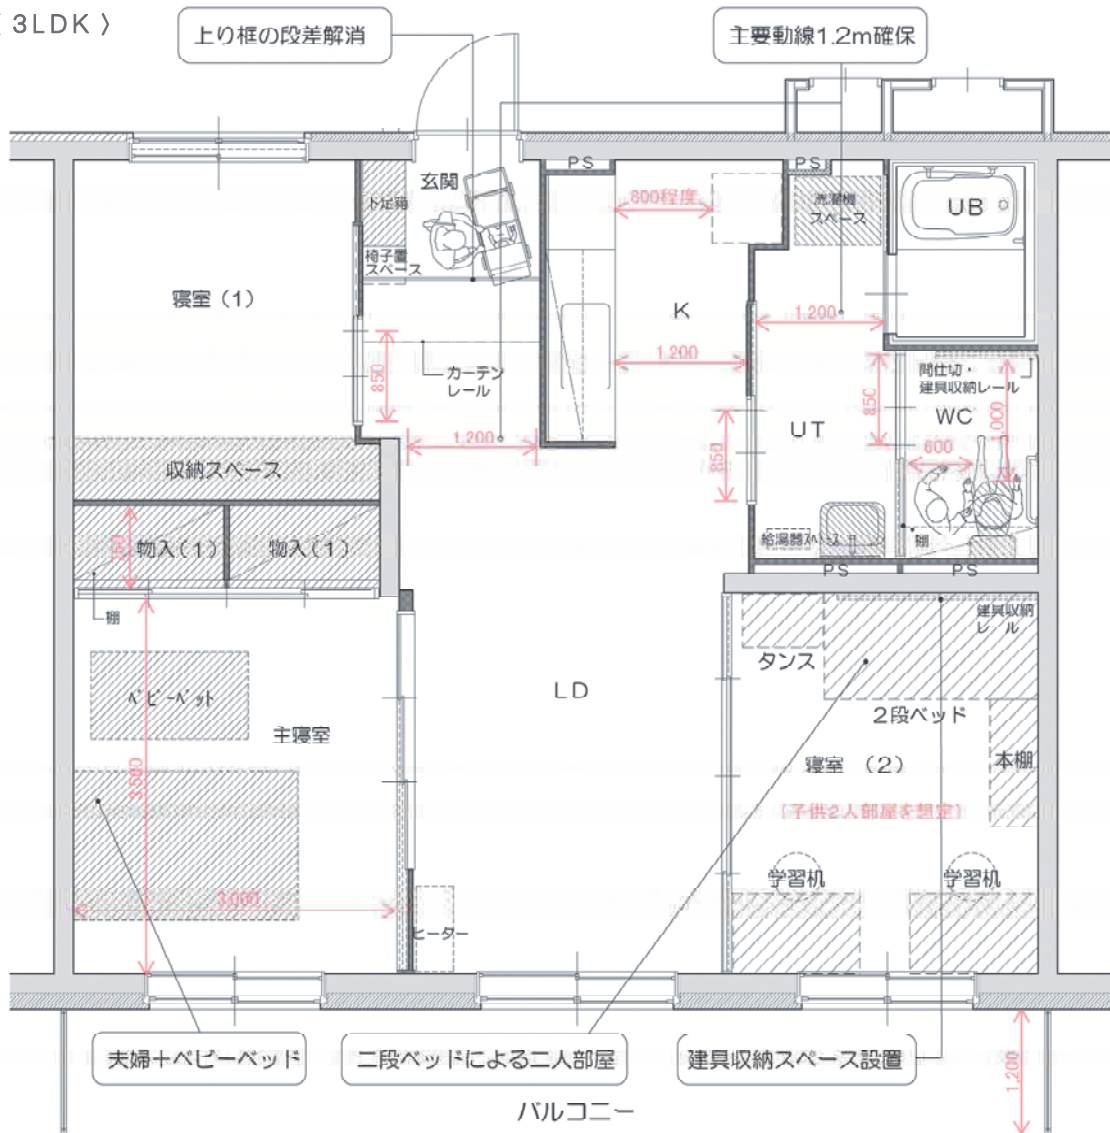 〈 3LDK 〉
上り框の段差解消
主要動線1.2m確保
PS
PS
玄関
下足箱
800程度
洗濯機
スペース
UB
椅子置
スペース
寝室（1）
K
1,200
1,200
カーテン
レール
850
間仕切・
建具収納レール
850
WC
1,000
UT
1,200
600
850
収納スペース
物入(1)
物入(1)
給湯器スペース
棚
PS
PS
棚
建具収納
レール
タンス
ベビーベット
LD
2段ベッド
主寝室
寝室 （2）
本棚
3,500
(子供2人部屋を想定)
学習机
学習机
3,000
ヒーター
夫婦＋ベビーベッド
二段ベッドによる二人部屋
建具収納スペース設置
1,200
バルコニー